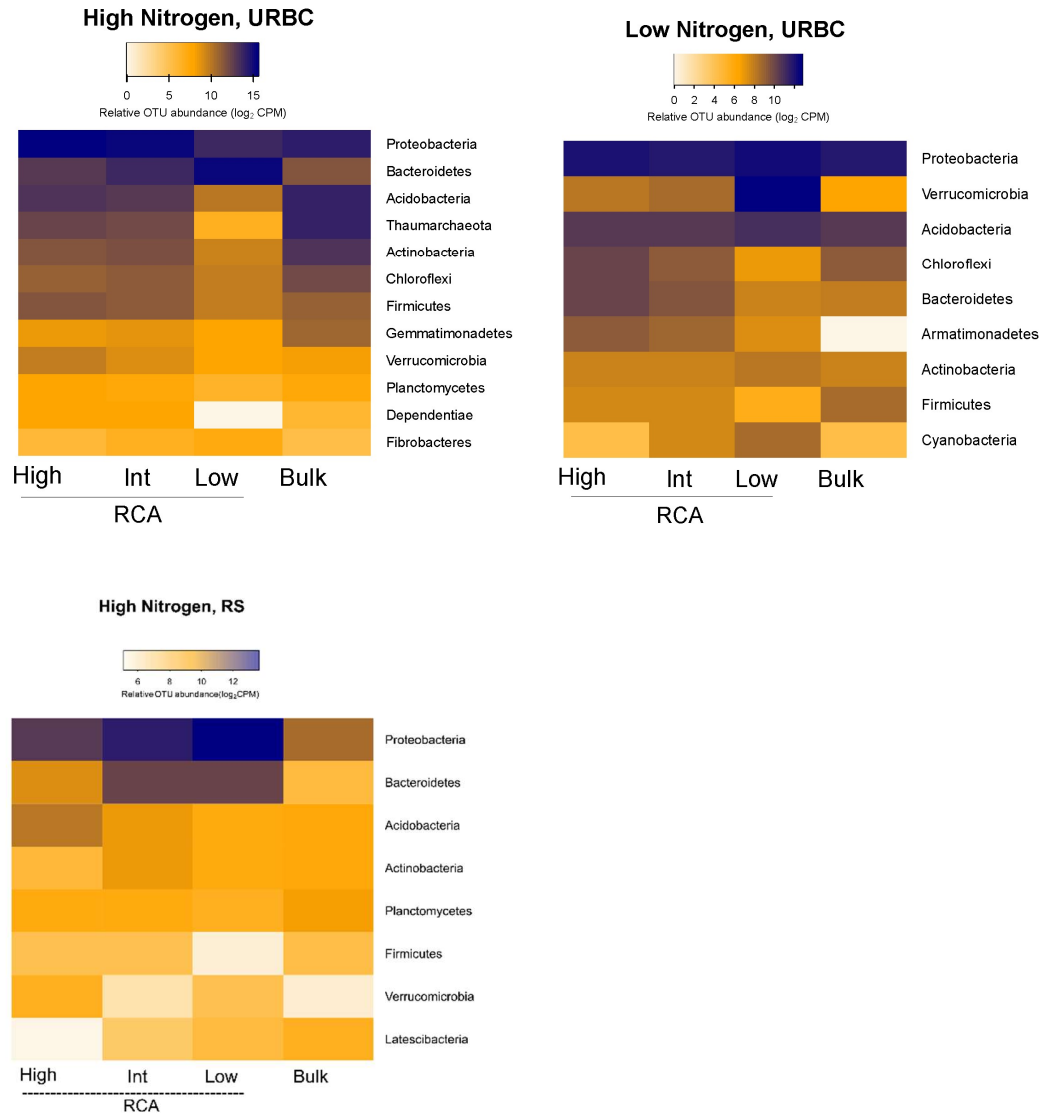 High Nitrogen, URBC
0 5 10 15
Relative OTU abundance (log₂ CPM)
Proteobacteria
Bacteroidetes
Acidobacteria
Thaumarchaeota
Actinobacteria
Chloroflexi
Firmicutes
Gemmatimonadetes
Verrucomicrobia
Planctomycetes
Dependentiae
Fibrobacteres
High Int Low Bulk
RCA
Low Nitrogen, URBC
0 2 4 6 8 10
Relative OTU abundance (log₂ CPM)
Proteobacteria
Verrucomicrobia
Acidobacteria
Chloroflexi
Bacteroidetes
Armatimonadetes
Actinobacteria
Firmicutes
Cyanobacteria
High Int Low Bulk
RCA
High Nitrogen, RS
6 8 10 12
Relative OTU abundance(log₂CPM)
Proteobacteria
Bacteroidetes
Acidobacteria
Actinobacteria
Planctomycetes
Firmicutes
Verrucomicrobia
Latescibacteria
High Int Low Bulk
RCA